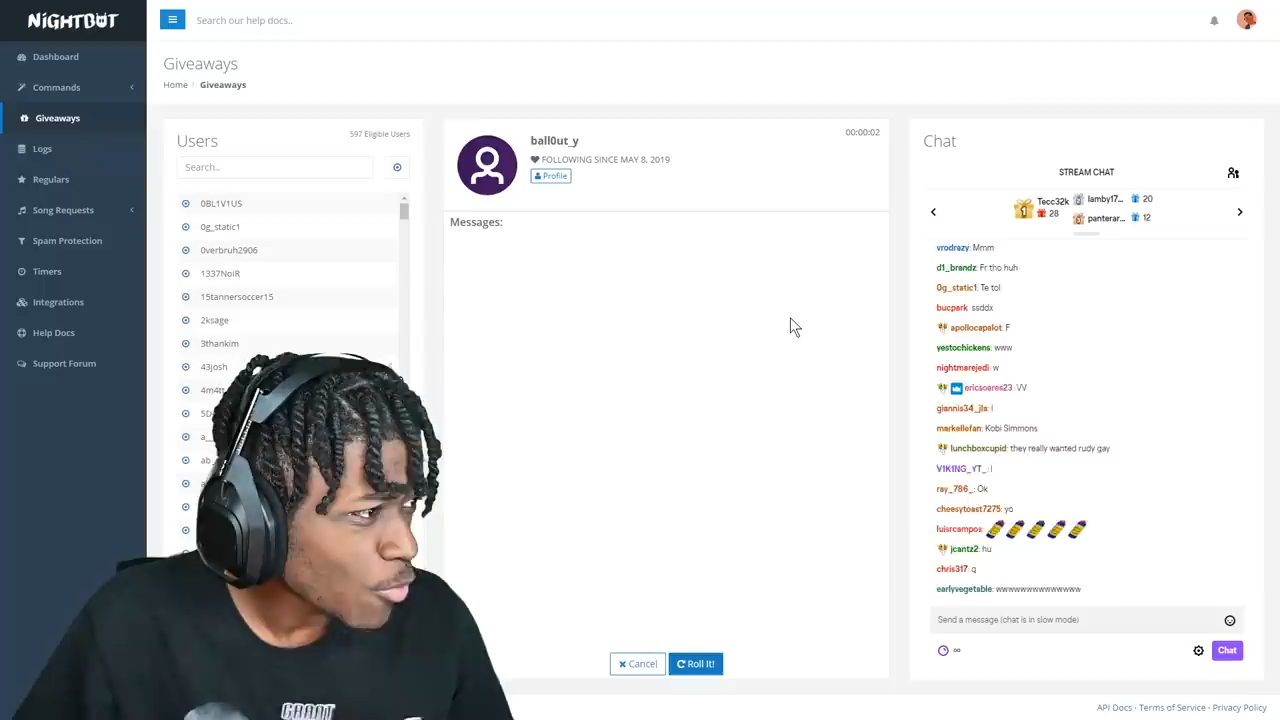 NiGHTBOT
Search our help docs..
Dashboard
Commands
Giveaways
Logs
Regulars
Song Requests
Spam Protection
Timers
Integrations
Help Docs
Support Forum
Giveaways
Home / Giveaways
Users
597 Eligible Users
Search..
0BL1V1US
0g_static1
0verbruh2906
1337NoiR
15tannersoccer15
2ksage
3thankim
43josh
ball0ut_y
00:00:02
FOLLOWING SINCE MAY 8, 2019
Profile
Messages:
Cancel
Roll It!
Chat
STREAM CHAT
1 Tecc32k 28
lamby17... 20
panterar... 12
vrodrazy: Mmm
d1_brandz: Fr tho huh
0g_static1: Te tol
bucpark ssddx
apollocapalot: F
yestochickens: www
nightmarejedi: w
ericsoares23 VV
giannis34_jla: l
markellefan: Kobi Simmons
lunchboxcupid: they really wanted rudy gay
V1K1NG_YT_: l
ray_786_: Ok
cheesytoast7275: yo
luisrcampos:
jcantz2: hu
chris317: q
earlyvegetable: wwwwwwwwwwwwww
Send a message (chat is in slow mode)
∞
Chat
API Docs · Terms of Service · Privacy Policy
GRANT